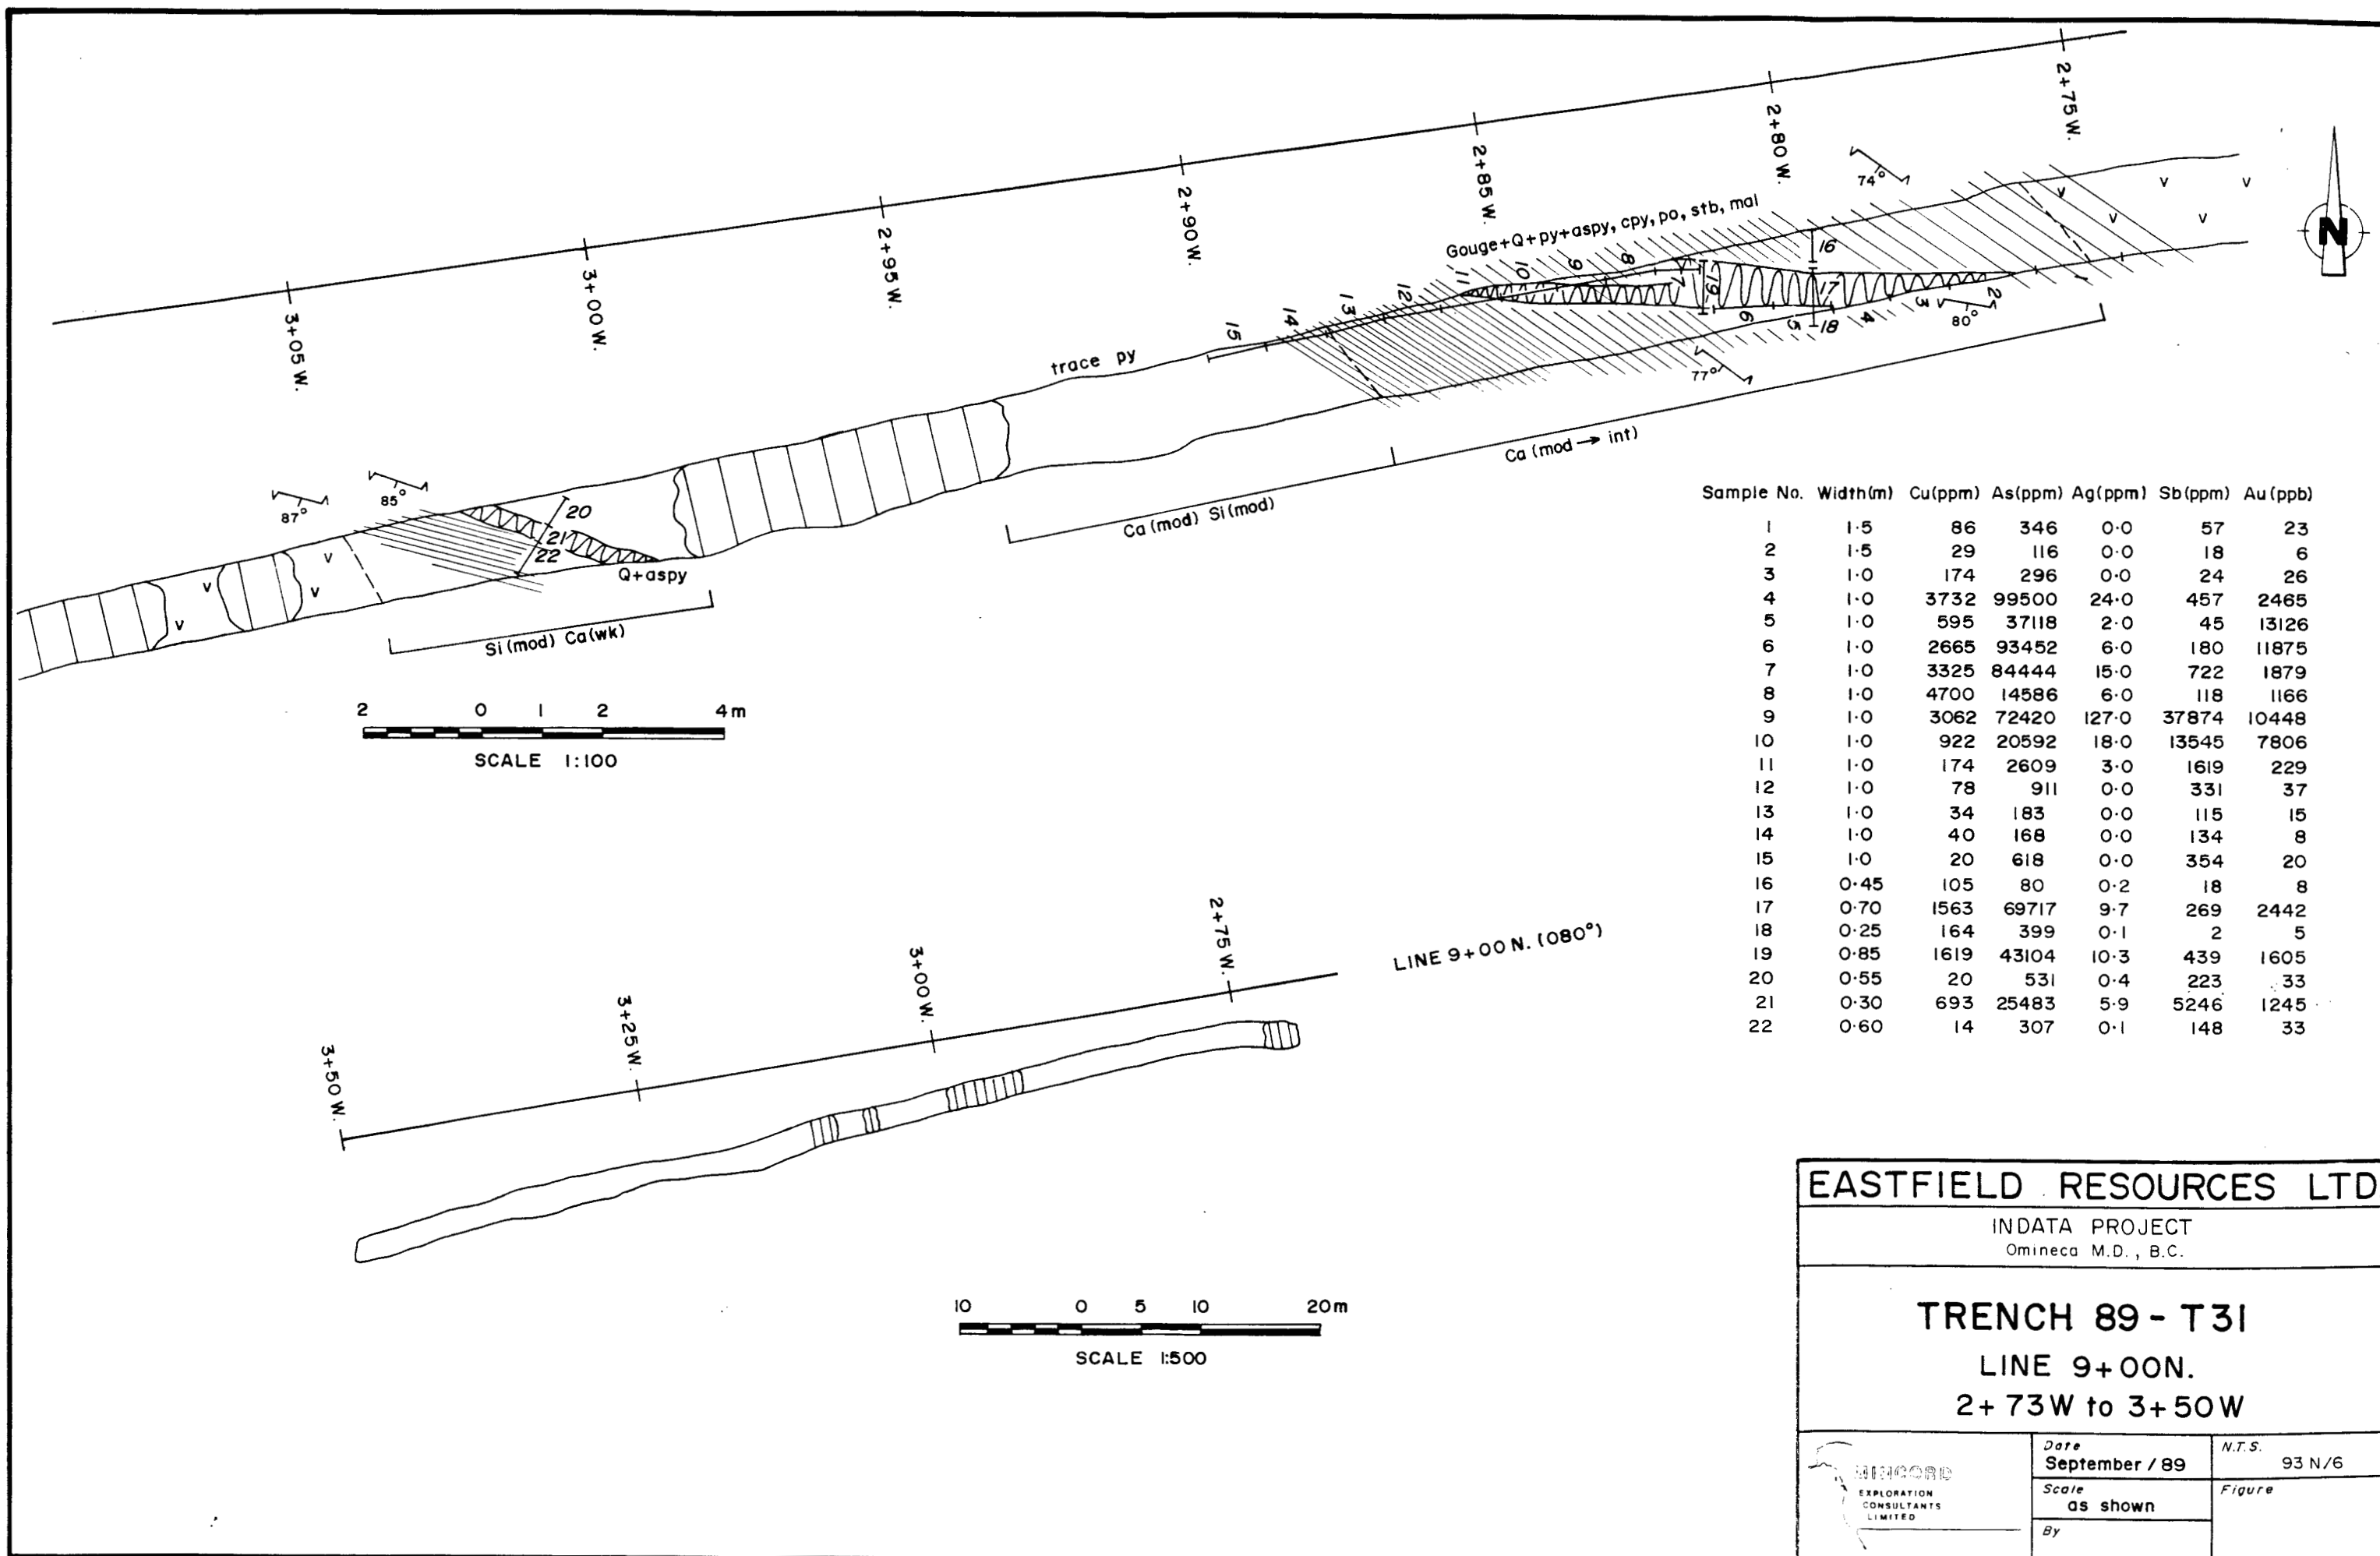 2+75W.
2+80W.
2+85W.
2+90W.
2+95W.
3+00W.
3+05W.
N
74°
Gouge+Q+py+aspy, cpy, po, stb, mal
16
17
18
19
2
3
4
5
6
7
8
9
10
11
12
13
14
15
80°
77°
trace py
Ca (mod → int)
Ca (mod) Si (mod)
85°
87°
20
21
22
Q+aspy
Si (mod) Ca (wk)
V V V V V
V V V V
2 0 1 2 4m
SCALE 1:100
Sample No. Width(m) Cu(ppm) As(ppm) Ag(ppm) Sb(ppm) Au(ppb)
1 1·5 86 346 0·0 57 23
2 1·5 29 116 0·0 18 6
3 1·0 174 296 0·0 24 26
4 1·0 3732 99500 24·0 457 2465
5 1·0 595 37118 2·0 45 13126
6 1·0 2665 93452 6·0 180 11875
7 1·0 3325 84444 15·0 722 1879
8 1·0 4700 14586 6·0 118 1166
9 1·0 3062 72420 127·0 37874 10448
10 1·0 922 20592 18·0 13545 7806
11 1·0 174 2609 3·0 1619 229
12 1·0 78 911 0·0 331 37
13 1·0 34 183 0·0 115 15
14 1·0 40 168 0·0 134 8
15 1·0 20 618 0·0 354 20
16 0·45 105 80 0·2 18 8
17 0·70 1563 69717 9·7 269 2442
18 0·25 164 399 0·1 2 5
19 0·85 1619 43104 10·3 439 1605
20 0·55 20 531 0·4 223 33
21 0·30 693 25483 5·9 5246 1245
22 0·60 14 307 0·1 148 33
3+50W.
3+25W.
3+00W.
2+75W.
LINE 9+00N. (080°)
10 0 5 10 20m
SCALE 1:500
EASTFIELD RESOURCES LTD
INDATA PROJECT
Omineca M.D., B.C.
TRENCH 89 - T31
LINE 9+00N.
2+73W to 3+50W
MINCORD
EXPLORATION
CONSULTANTS
LIMITED
Date
September / 89
N.T.S.
93 N/6
Scale
as shown
Figure
By